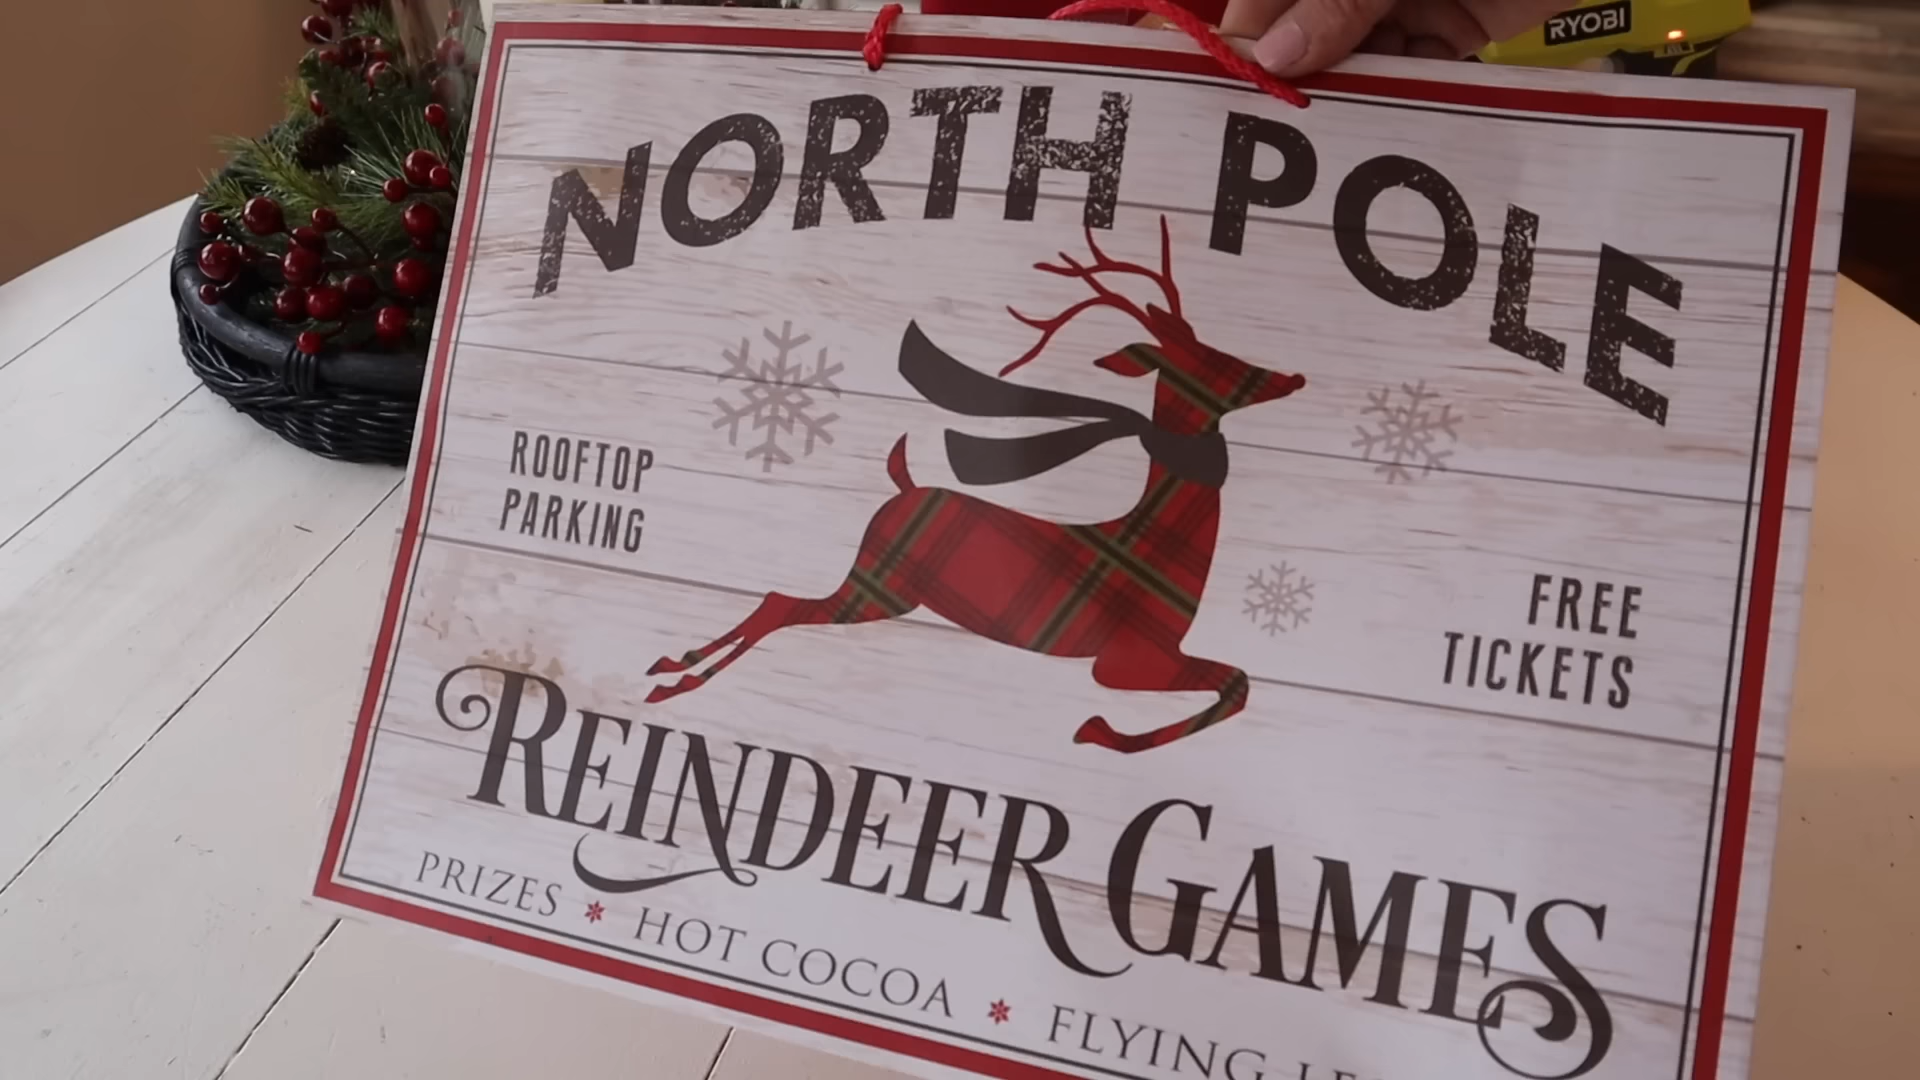 RYOBI
NORTH POLE
ROOFTOP
PARKING
FREE
TICKETS
REINDEER GAMES
PRIZES * HOT COCOA * FLYING